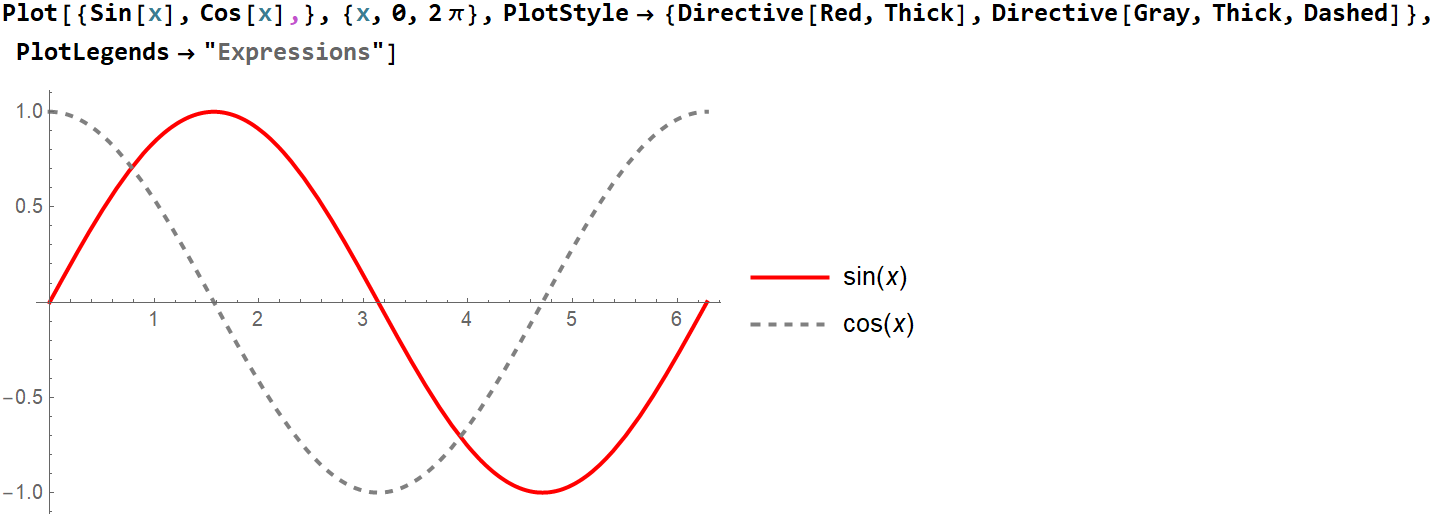 Plot[{Sin[x], Cos[x],}, {x, 0, 2 π}, PlotStyle → {Directive[Red, Thick], Directive[Gray, Thick, Dashed]},
PlotLegends → "Expressions"]
1.0
0.5
sin(x)
1 2 3 4 5 6
cos(x)
−0.5
−1.0